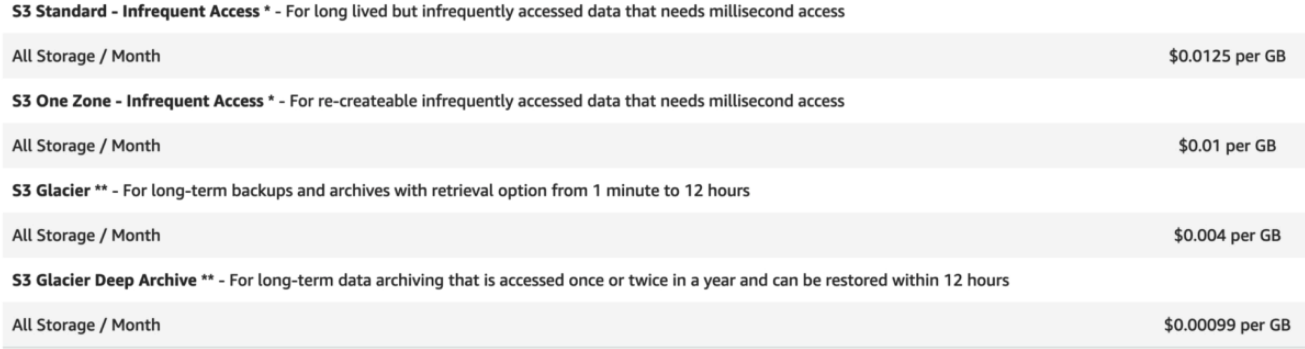 S3 Standard - Infrequent Access * - For long lived but infrequently accessed data that needs millisecond access
All Storage / Month $0.0125 per GB
S3 One Zone - Infrequent Access * - For re-createable infrequently accessed data that needs millisecond access
All Storage / Month $0.01 per GB
S3 Glacier ** - For long-term backups and archives with retrieval option from 1 minute to 12 hours
All Storage / Month $0.004 per GB
S3 Glacier Deep Archive ** - For long-term data archiving that is accessed once or twice in a year and can be restored within 12 hours
All Storage / Month $0.00099 per GB